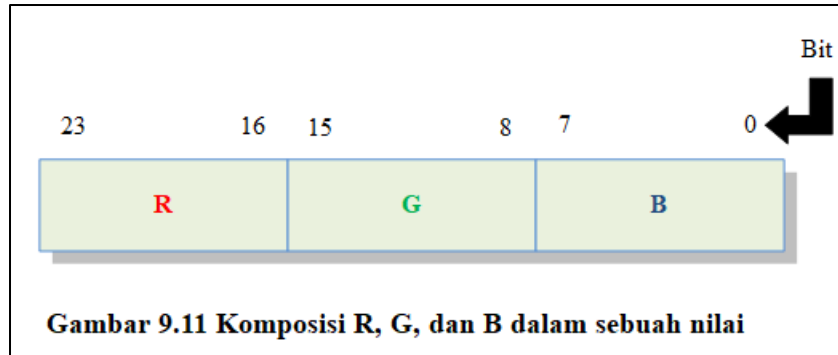 Bit
23 16 15 8 7 0
R G B
Gambar 9.11 Komposisi R, G, dan B dalam sebuah nilai